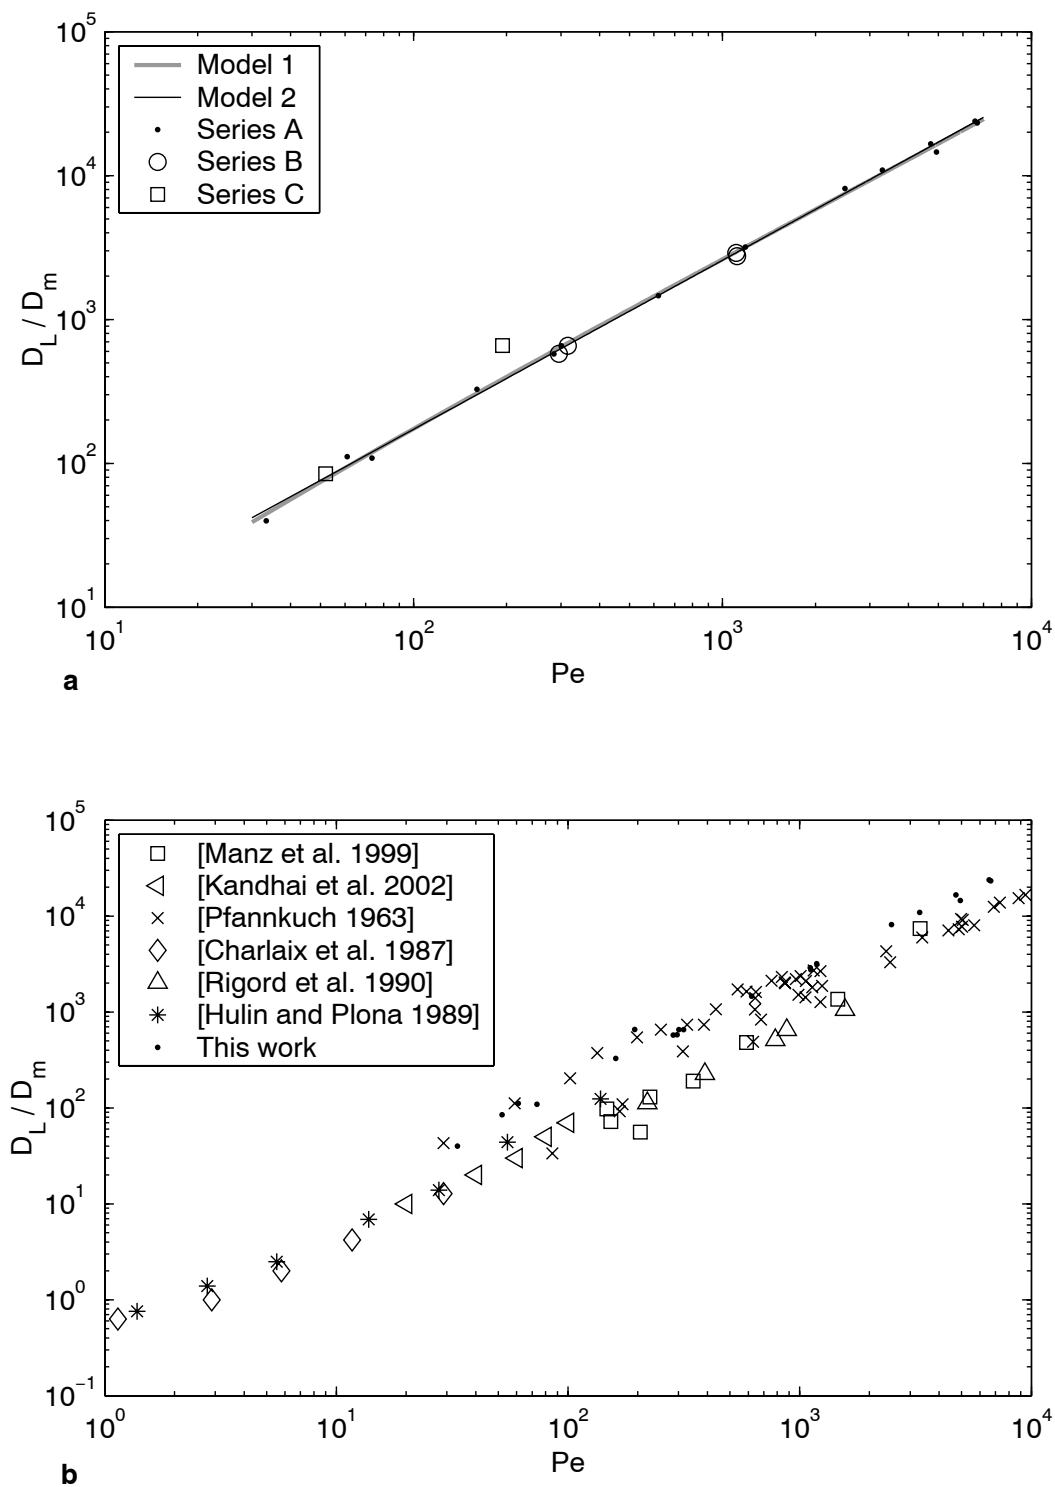 10^5
10^4
10^3
10^2
10^1
D_L / D_m
Model 1
Model 2
Series A
Series B
Series C
10^1 10^2 10^3 10^4
Pe
a
10^5
10^4
10^3
10^2
10^1
10^0
10^−1
D_L / D_m
[Manz et al. 1999]
[Kandhai et al. 2002]
[Pfannkuch 1963]
[Charlaix et al. 1987]
[Rigord et al. 1990]
[Hulin and Plona 1989]
This work
10^0 10^1 10^2 10^3 10^4
Pe
b